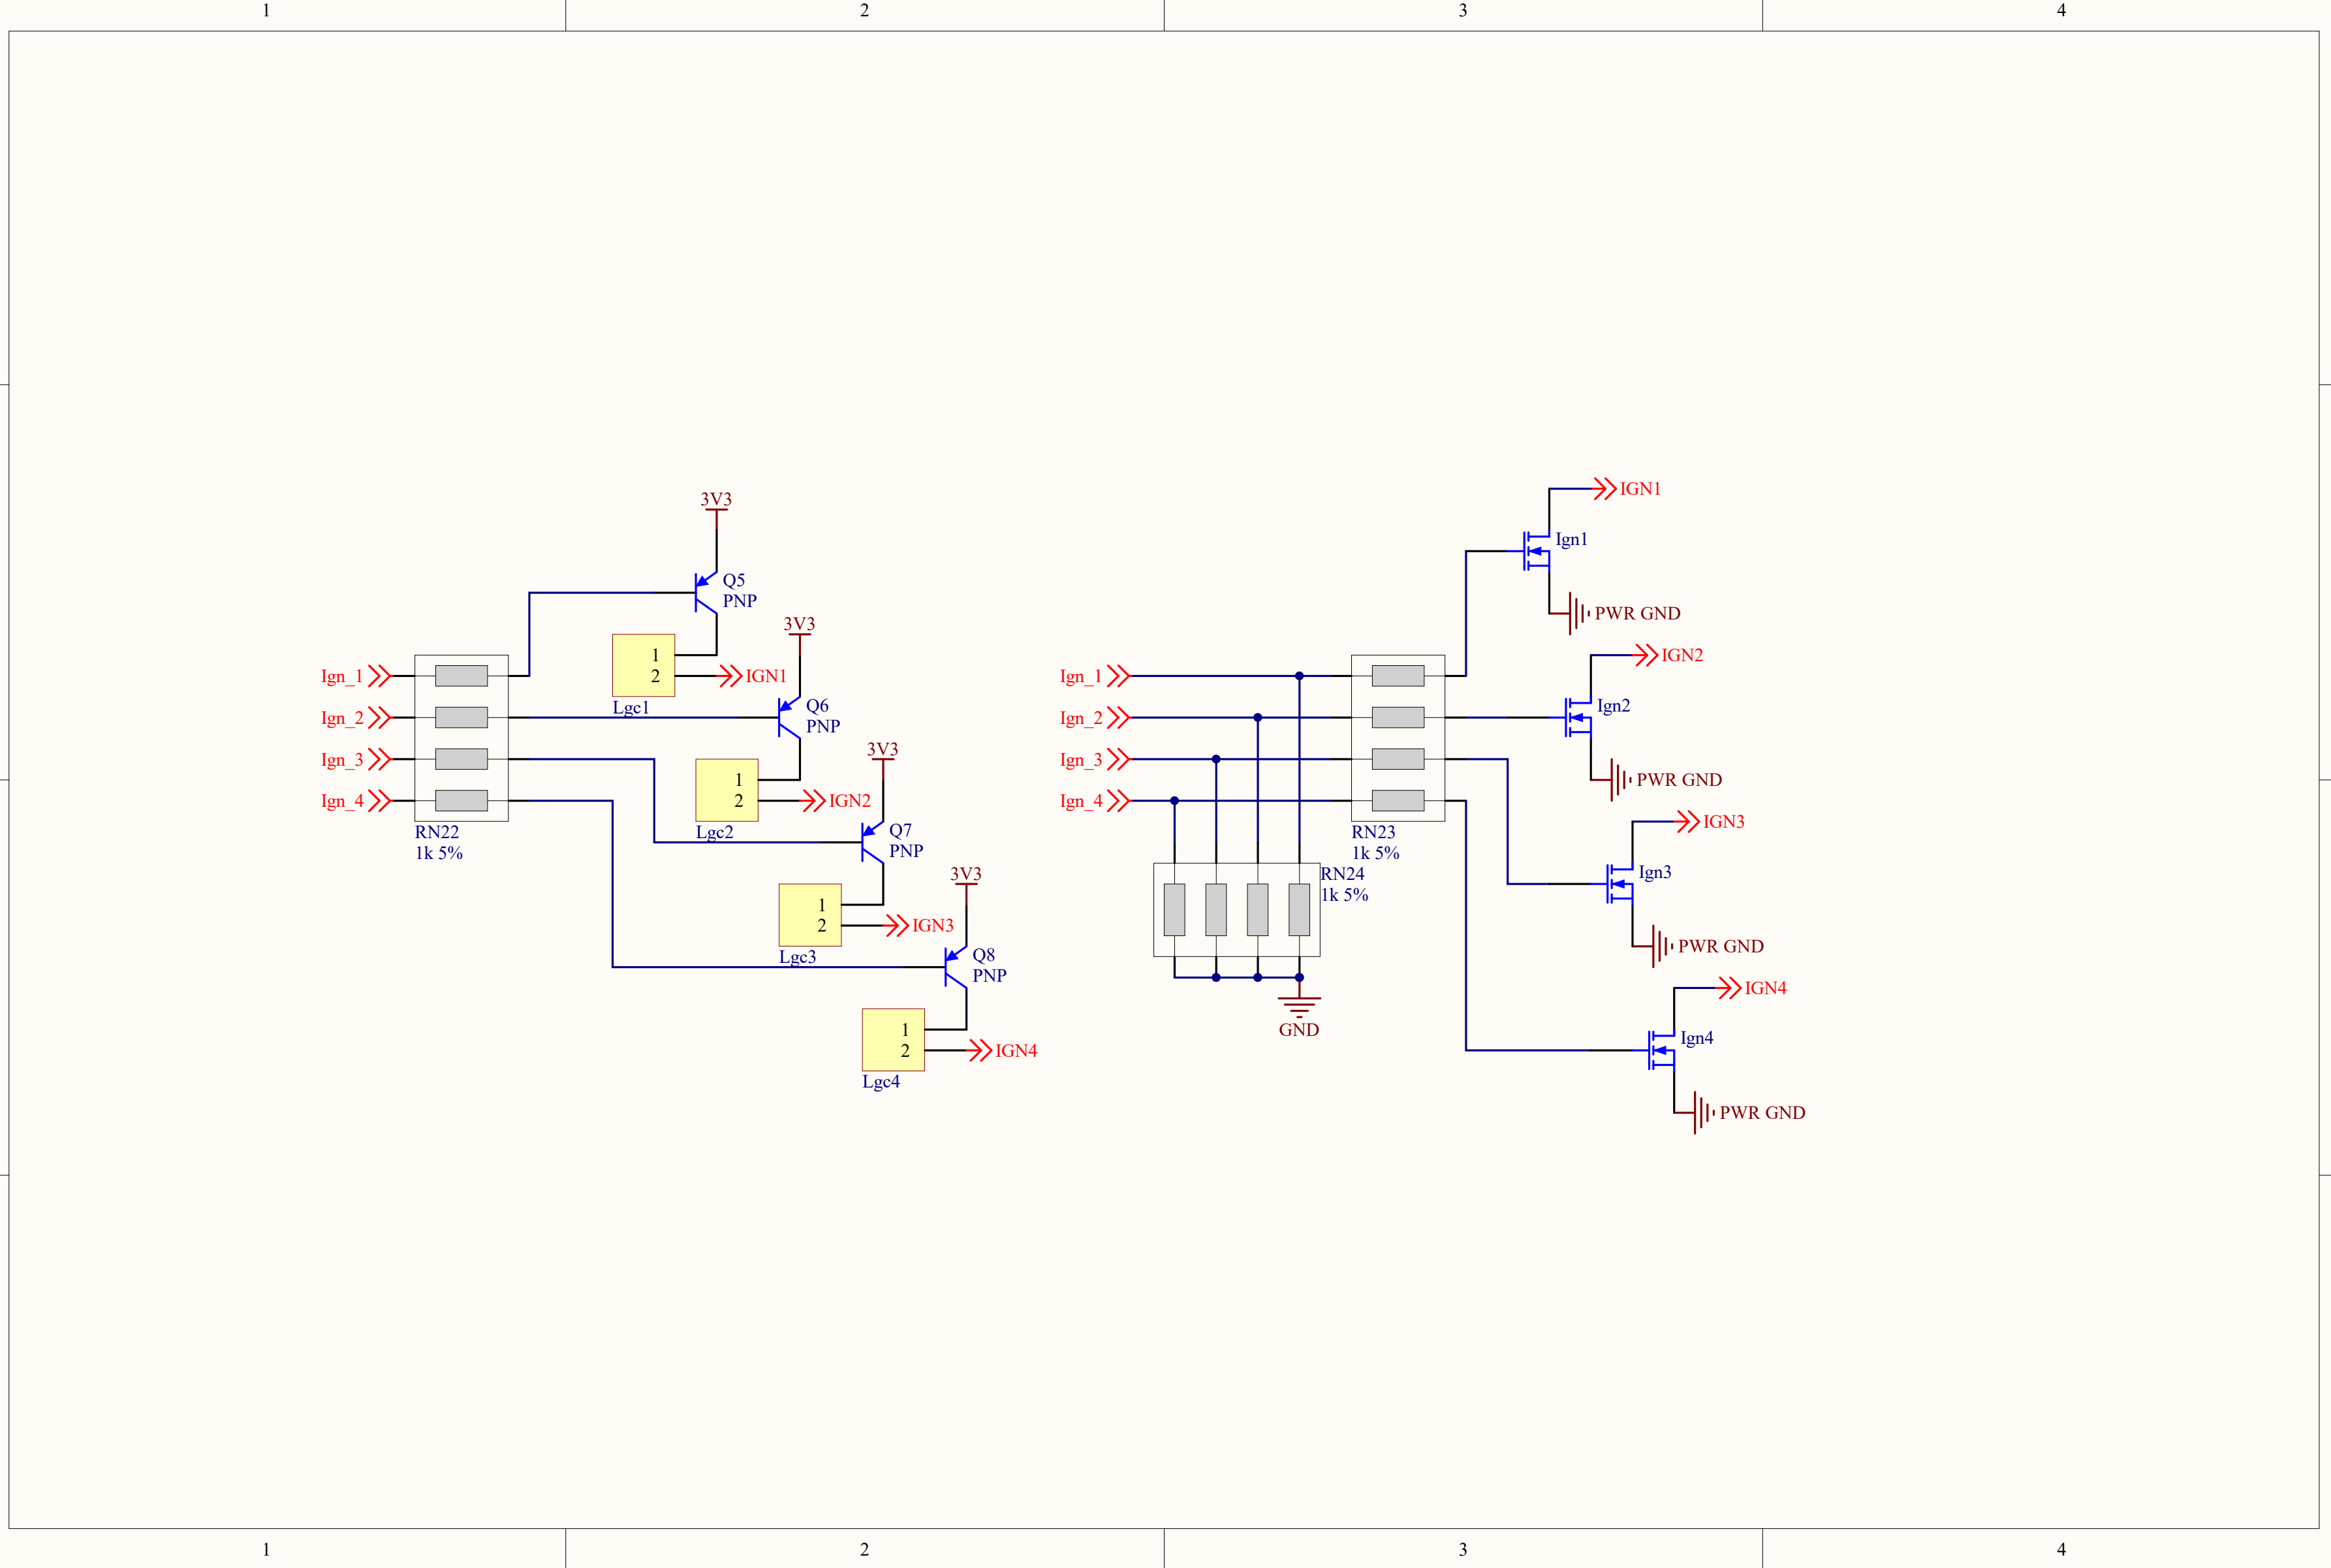 1 2 3 4
3V3
Q5
PNP
1
2
IGN1
Lgc1
3V3
Q6
PNP
1
2
IGN2
Lgc2
3V3
Q7
PNP
1
2
IGN3
Lgc3
3V3
Q8
PNP
1
2
IGN4
Lgc4
Ign_1
Ign_2
Ign_3
Ign_4
RN22
1k 5%
Ign_1
Ign_2
Ign_3
Ign_4
RN23
1k 5%
RN24
1k 5%
GND
IGN1
Ign1
PWR GND
IGN2
Ign2
PWR GND
IGN3
Ign3
PWR GND
IGN4
Ign4
PWR GND
1 2 3 4